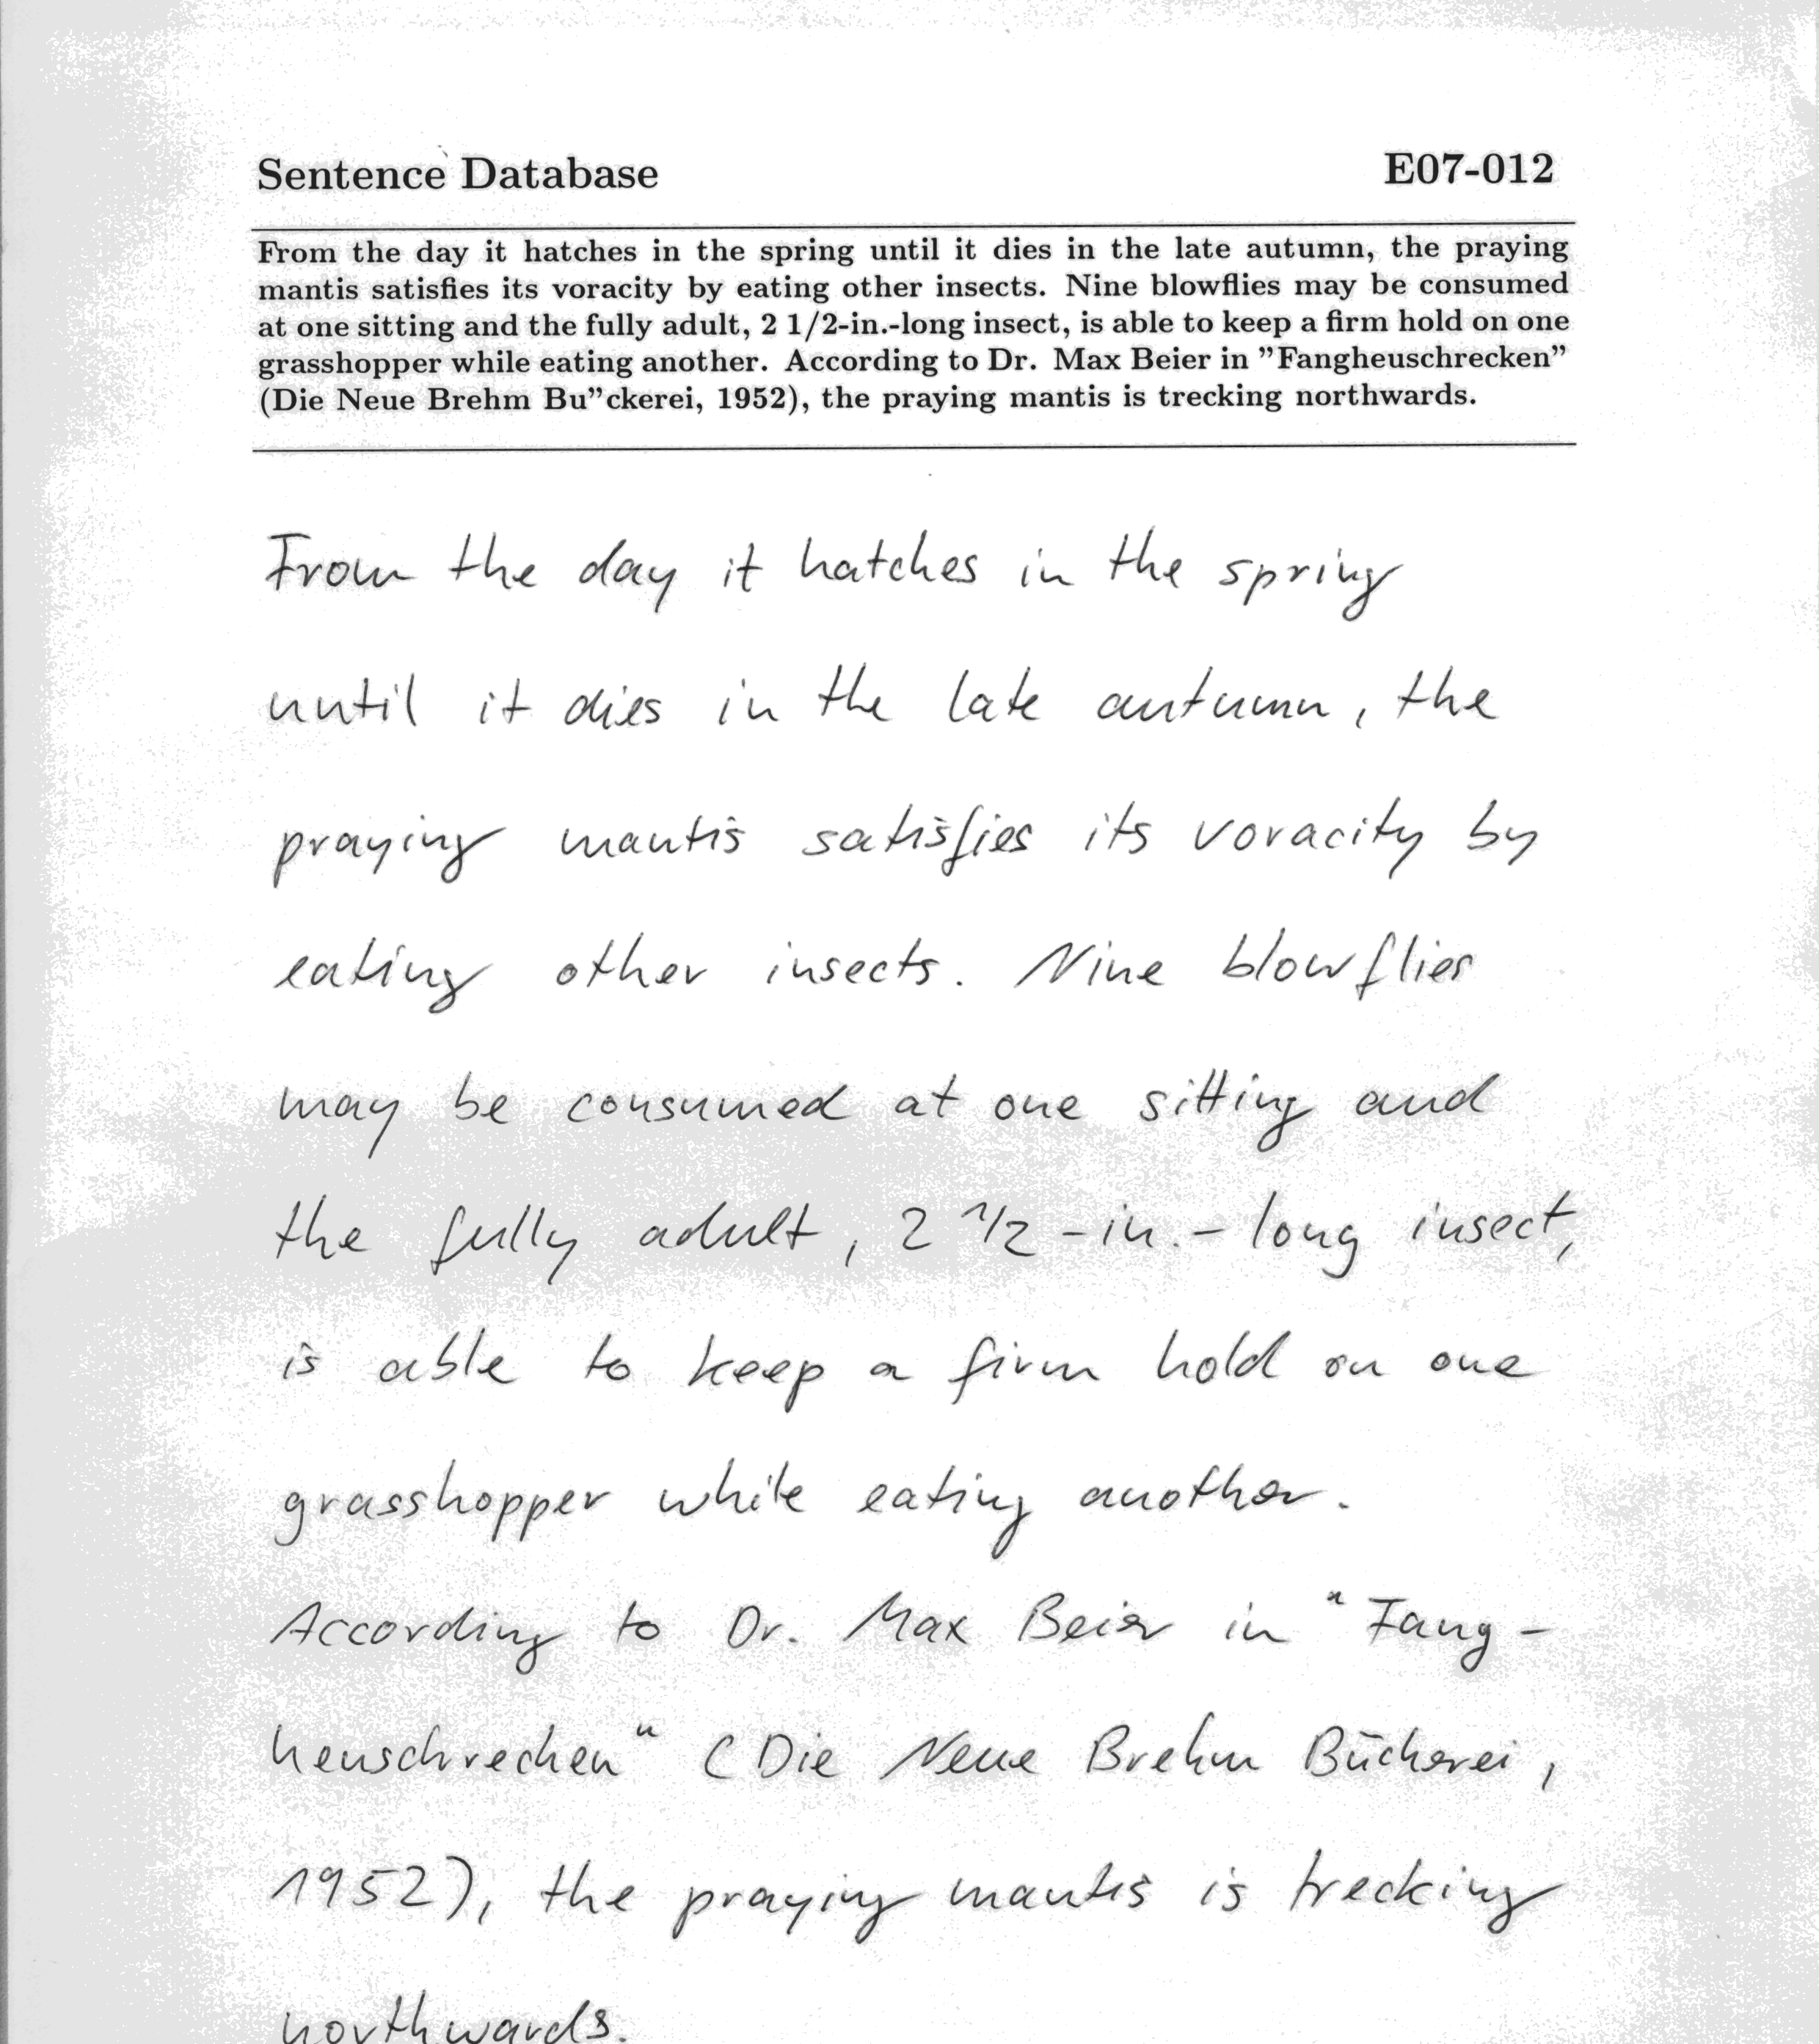 Sentence Database E07-012
From the day it hatches in the spring until it dies in the late autumn, the praying
mantis satisfies its voracity by eating other insects. Nine blowflies may be consumed
at one sitting and the fully adult, 2 1/2-in.-long insect, is able to keep a firm hold on one
grasshopper while eating another. According to Dr. Max Beier in ”Fangheuschrecken”
(Die Neue Brehm Bu”ckerei, 1952), the praying mantis is trecking northwards.
From the day it hatches in the spring
until it dies in the late autumn, the
praying mantis satisfies its voracity by
eating other insects. Nine blowflies
may be consumed at one sitting and
the fully adult, 2 1/2-in.-long insect,
is able to keep a firm hold on one
grasshopper while eating another.
According to Dr. Max Beier in "Fang-
heuschrecken" (Die Neue Brehm Bücherei,
1952), the praying mantis is trecking
northwards.